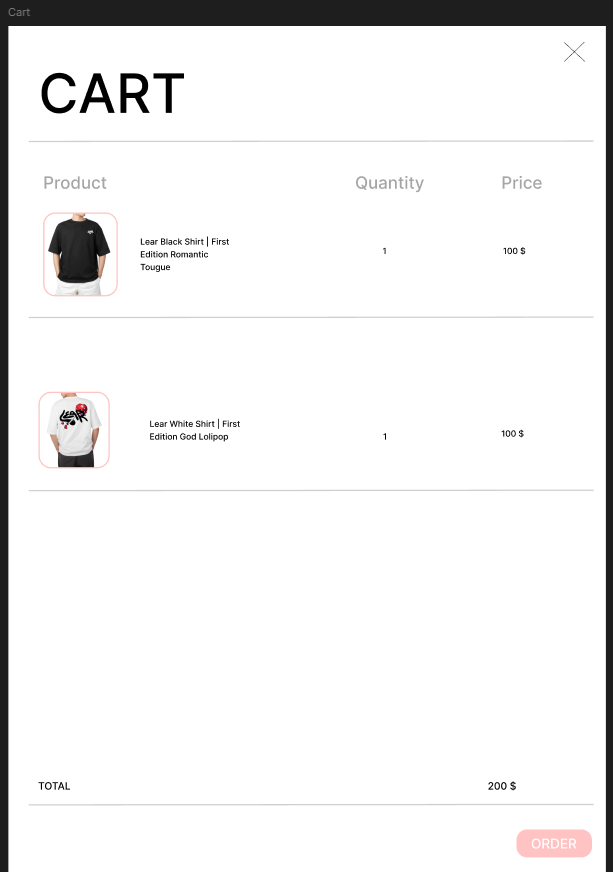 Cart
CART
Product Quantity Price
Lear Black Shirt | First
Edition Romantic
Tougue
1
100 $
LEAR
Lear White Shirt | First
Edition God Lolipop
1
100 $
TOTAL 200 $
ORDER